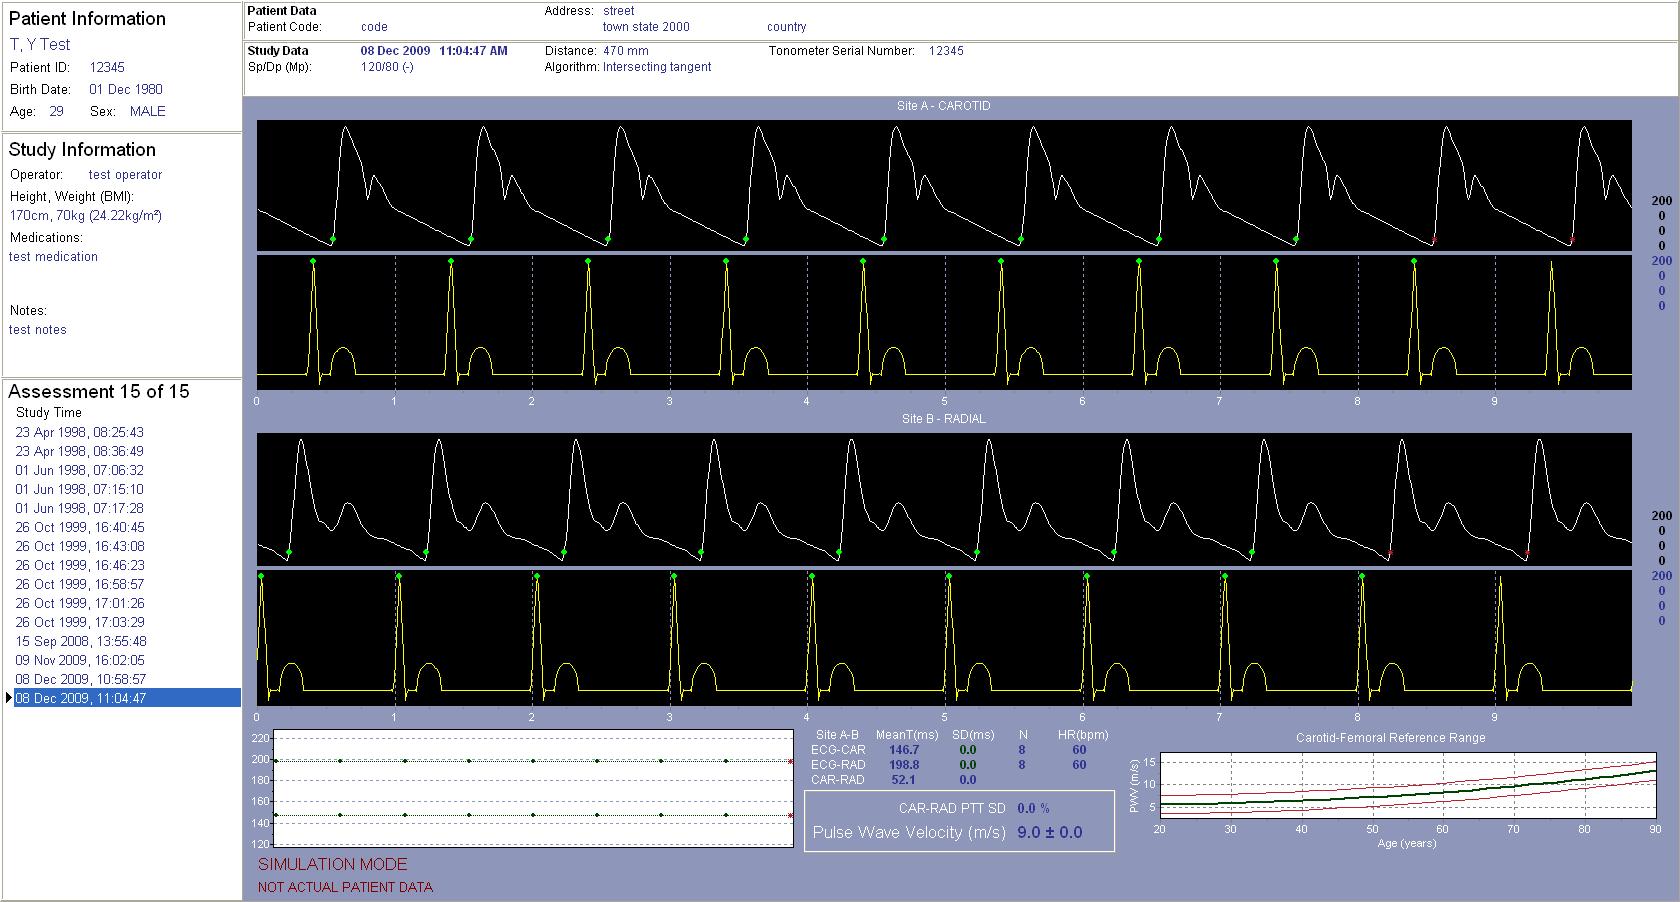 Patient Information
T, Y Test
Patient ID: 12345
Birth Date: 01 Dec 1980
Age: 29 Sex: MALE
Study Information
Operator: test operator
Height, Weight (BMI):
170cm, 70kg (24.22kg/m²)
Medications:
test medication
Notes:
test notes
Assessment 15 of 15
Study Time
23 Apr 1998, 08:25:43
23 Apr 1998, 08:36:49
01 Jun 1998, 07:06:32
01 Jun 1998, 07:15:10
01 Jun 1998, 07:17:28
26 Oct 1999, 16:40:45
26 Oct 1999, 16:43:08
26 Oct 1999, 16:46:23
26 Oct 1999, 16:58:57
26 Oct 1999, 17:01:26
26 Oct 1999, 17:03:29
15 Sep 2008, 13:55:48
09 Nov 2009, 16:02:05
08 Dec 2009, 10:58:57
08 Dec 2009, 11:04:47
Patient Data Address: street
Patient Code: code town state 2000 country
Study Data 08 Dec 2009 11:04:47 AM Distance: 470 mm Tonometer Serial Number: 12345
Sp/Dp (Mp): 120/80 (-) Algorithm: Intersecting tangent
Site A - CAROTID
200
0
0
0
200
0
0
0
0 1 2 3 4 5 6 7 8 9
Site B - RADIAL
200
0
0
0
200
0
0
0
0 1 2 3 4 5 6 7 8 9
220
200
180
160
140
120
SIMULATION MODE
NOT ACTUAL PATIENT DATA
Site A-B MeanT(ms) SD(ms) N HR(bpm)
ECG-CAR 146.7 0.0 8 60
ECG-RAD 198.8 0.0 8 60
CAR-RAD 52.1 0.0
CAR-RAD PTT SD 0.0 %
Pulse Wave Velocity (m/s) 9.0 ± 0.0
Carotid-Femoral Reference Range
PWV (m/s)
15
10
5
20 30 40 50 60 70 80 90
Age (years)